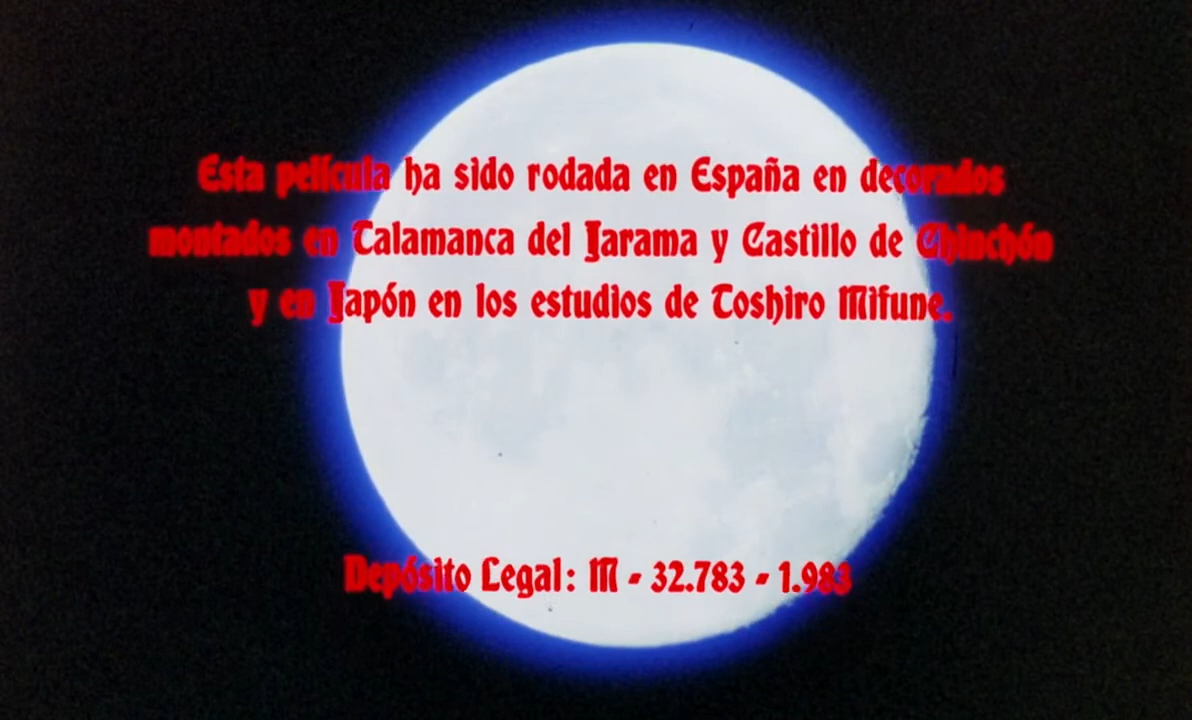 Esta película ha sido rodada en España en decorados
montados en Talamanca del Jarama y Castillo de Chinchón
y en Japón en los estudios de Toshiro Mifune.
Depósito Legal: M - 32.783 - 1.983